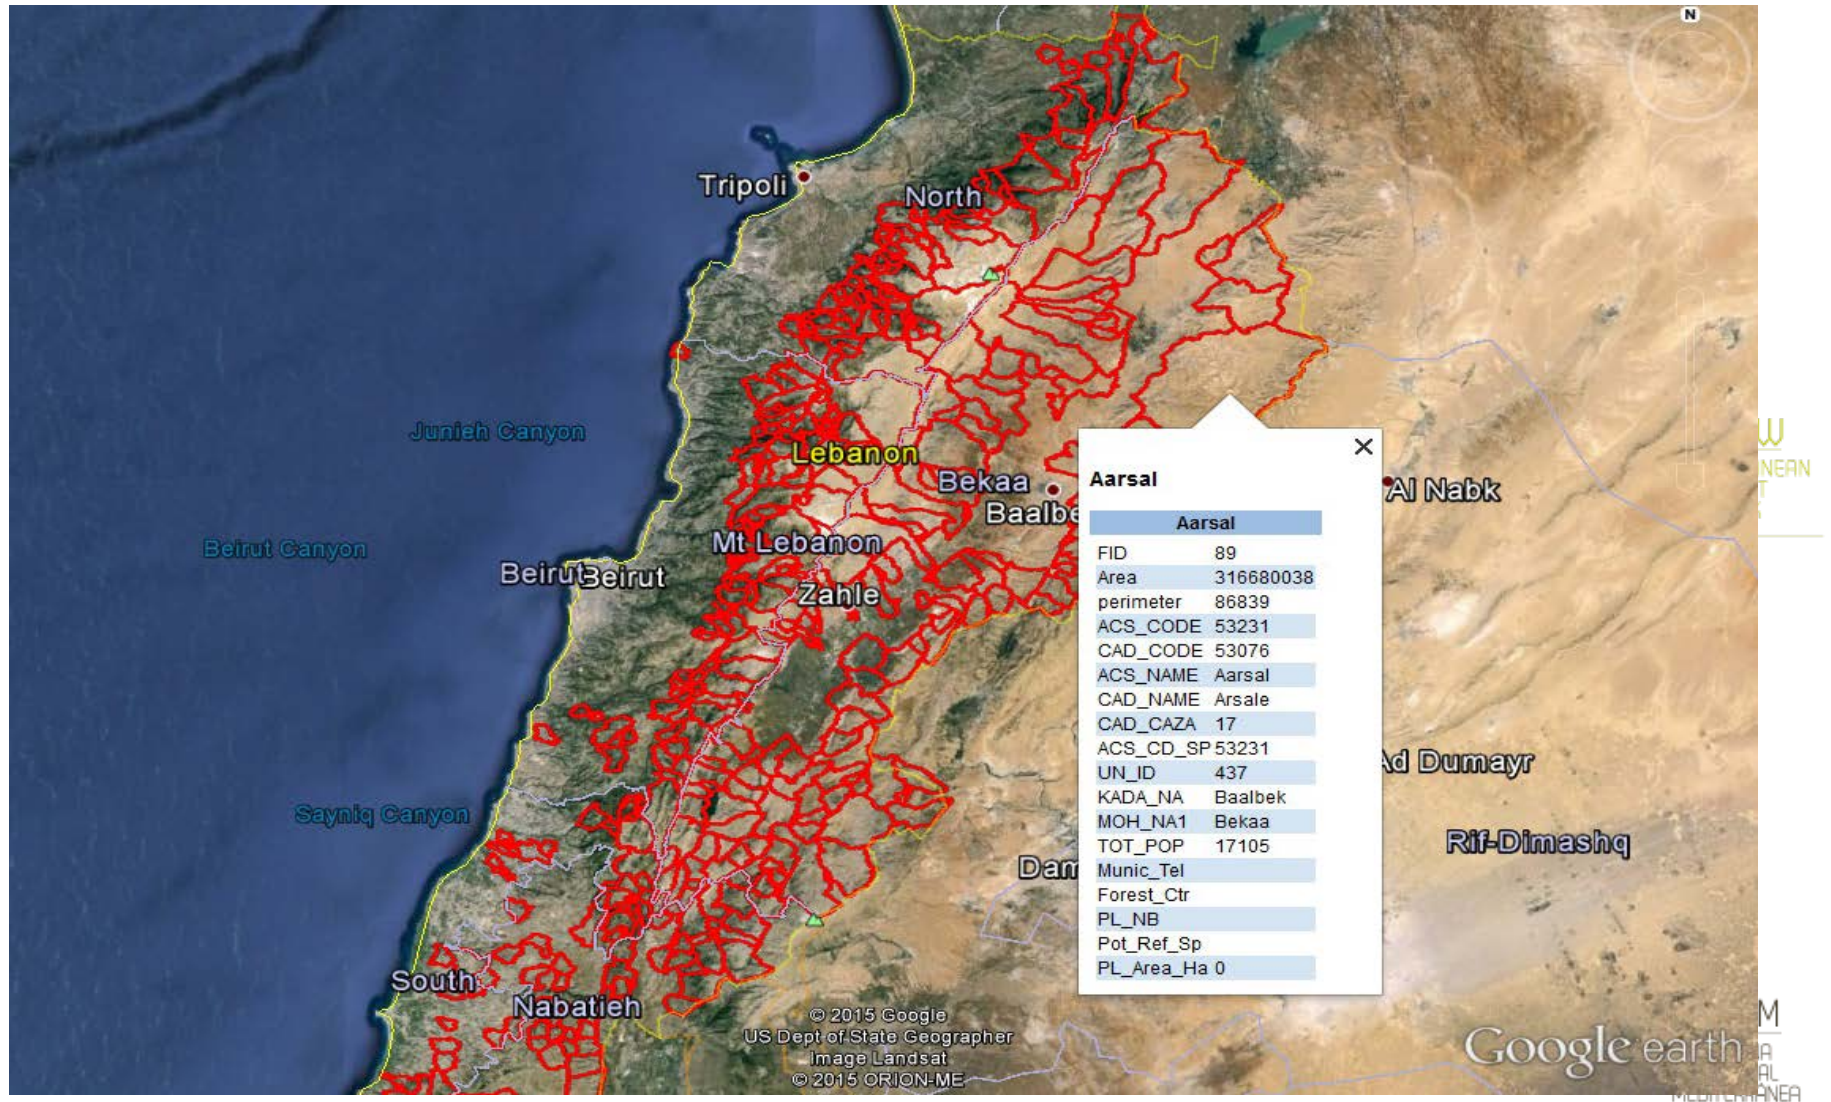 N
Tripoli
North
Junieh Canyon
Lebanon
Bekaa
Baalbe
Al Nabk
Beirut Canyon
Mt Lebanon
Beirut
Beirut
Zahle
Sayniq Canyon
Ad Dumayr
Rif-Dimashq
Dam
South
Nabatieh
Aarsal
Aarsal
FID 89
Area 316680038
perimeter 86839
ACS_CODE 53231
CAD_CODE 53076
ACS_NAME Aarsal
CAD_NAME Arsale
CAD_CAZA 17
ACS_CD_SP 53231
UN_ID 437
KADA_NA Baalbek
MOH_NA1 Bekaa
TOT_POP 17105
Munic_Tel
Forest_Ctr
PL_NB
Pot_Ref_Sp
PL_Area_Ha 0
© 2015 Google
US Dept of State Geographer
Image Landsat
© 2015 ORION-ME
Google earth
W
NEAN
T
M
A
AL
MEDITERRÀNEA